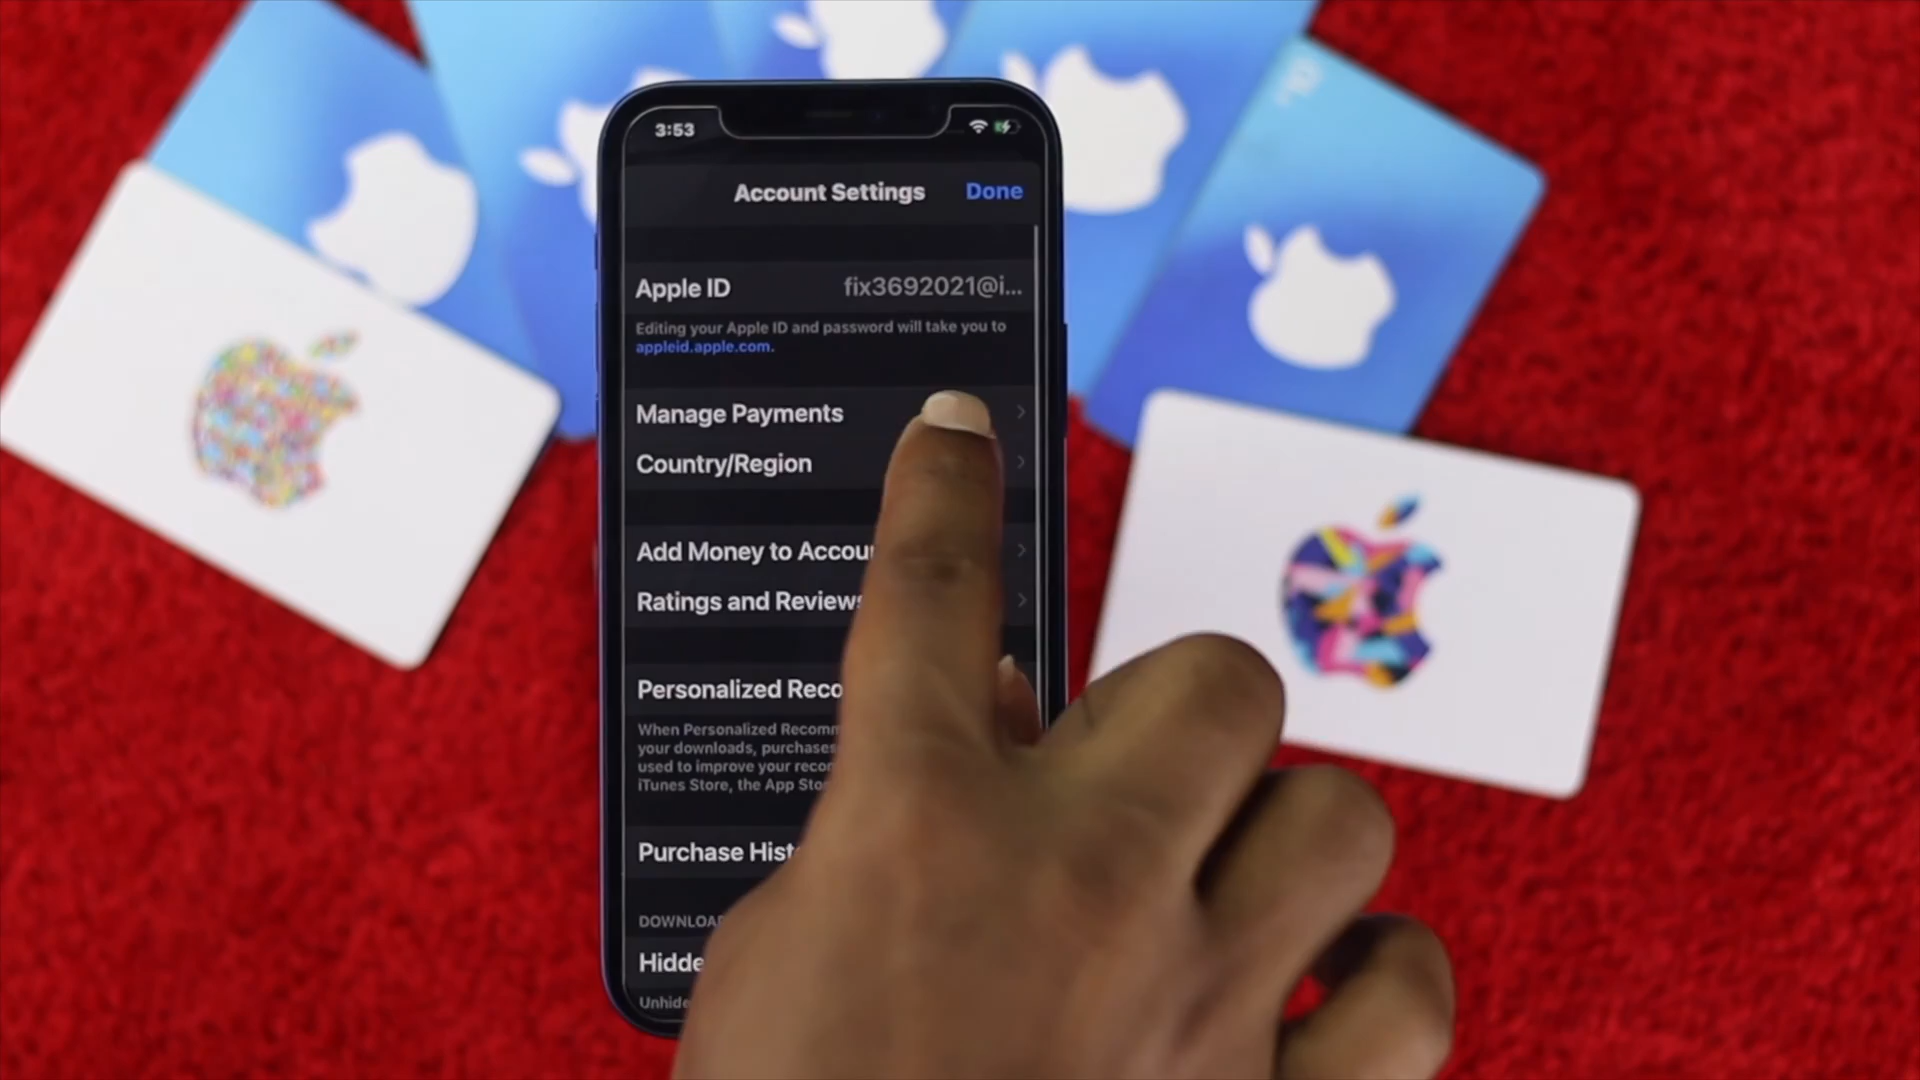 3:53
Account Settings
Done
Apple ID
fix3692021@i...
Editing your Apple ID and password will take you to
appleid.apple.com.
Manage Payments
Country/Region
Add Money to Accou
Ratings and Reviews
Personalized Reco
When Personalized Recomm
your downloads, purchases
used to improve your reco
iTunes Store, the App Sto
Purchase Hist
DOWNLOA
Hidde
Unhide